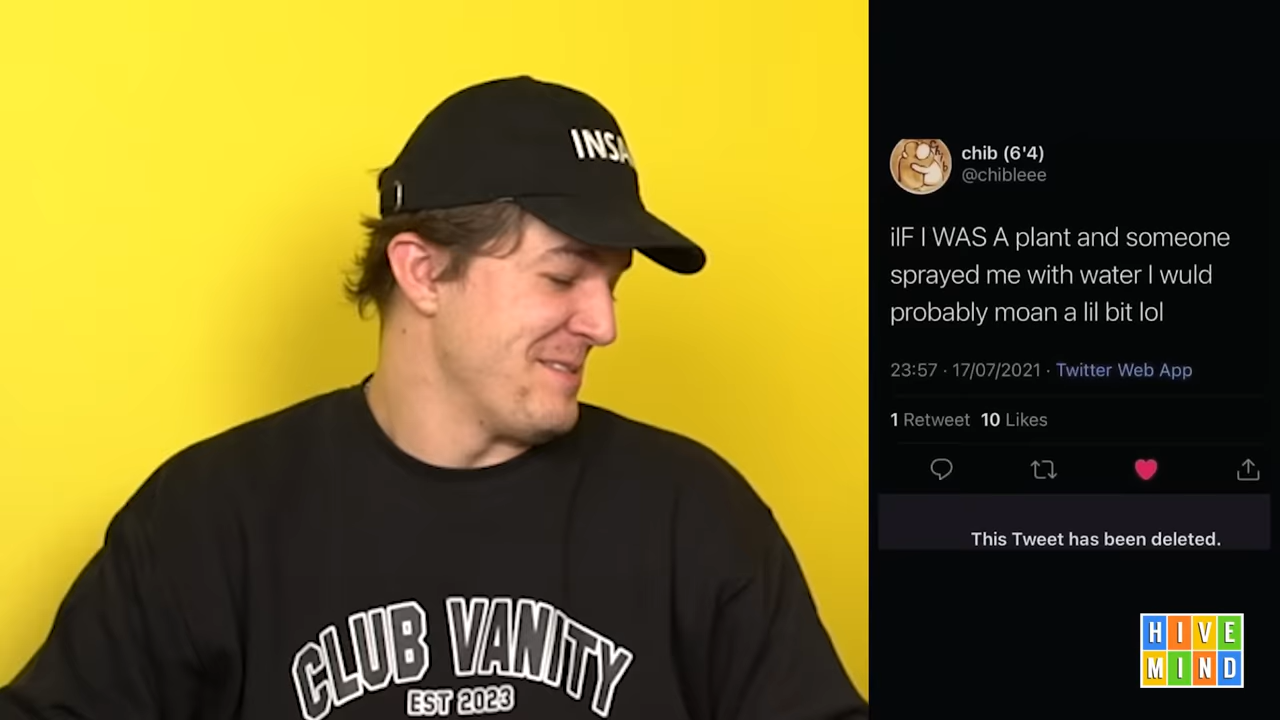 INSA
CLUB VANITY
EST 2023
chib (6'4)
@chibleee
iIF I WAS A plant and someone
sprayed me with water I wuld
probably moan a lil bit lol
23:57 · 17/07/2021 · Twitter Web App
1 Retweet 10 Likes
This Tweet has been deleted.
HIVE
MIND